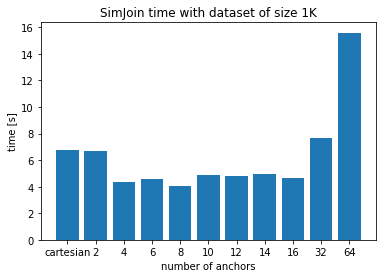 SimJoin time with dataset of size 1K
time [s]
16
14
12
10
8
6
4
2
0
cartesian 2 4 6 8 10 12 14 16 32 64
number of anchors